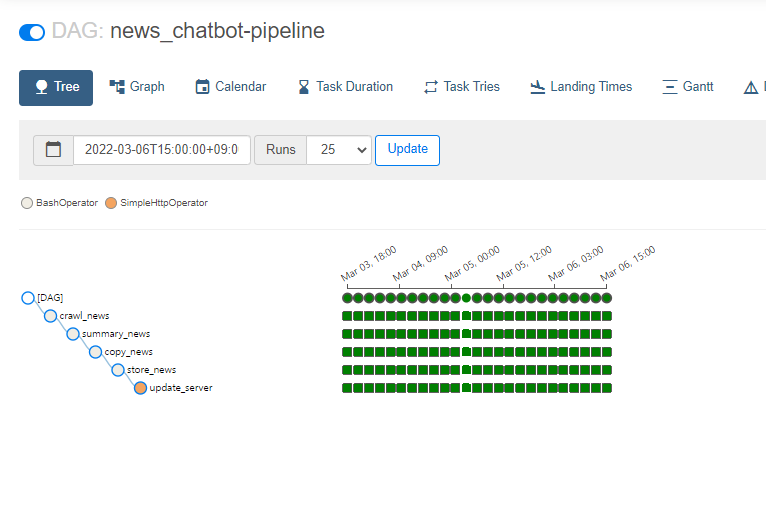 DAG: news_chatbot-pipeline
Tree Graph Calendar Task Duration Task Tries Landing Times Gantt
2022-03-06T15:00:00+09:0 Runs 25 Update
BashOperator SimpleHttpOperator
Mar 03, 18:00 Mar 04, 09:00 Mar 05, 00:00 Mar 05, 12:00 Mar 06, 03:00 Mar 06, 15:00
[DAG]
crawl_news
summary_news
copy_news
store_news
update_server